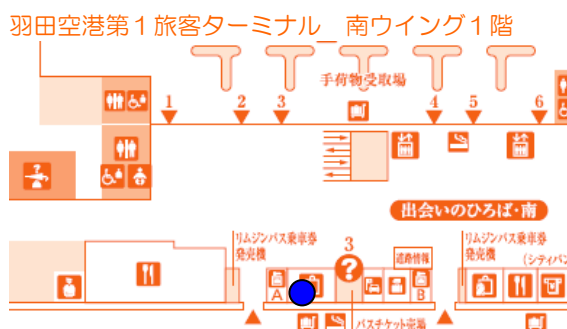 羽田空港第１旅客ターミナル＿ 南ウイング１階
手荷物受取場
1 2 3 4 5 6
出会いのひろば・南
リムジンバス乗車券
発売機
3
?
道路情報
リムジンバス乗車券
発売機
(シティバス
A
B
バスチケット売場